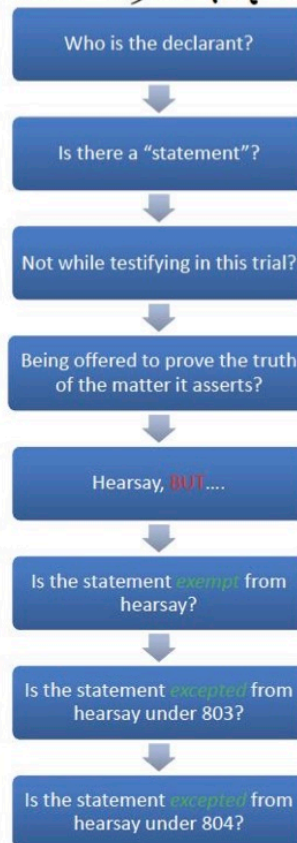 Who is the declarant?
Is there a “statement”?
Not while testifying in this trial?
Being offered to prove the truth
of the matter it asserts?
Hearsay, BUT....
Is the statement exempt from
hearsay?
Is the statement excepted from
hearsay under 803?
Is the statement excepted from
hearsay under 804?